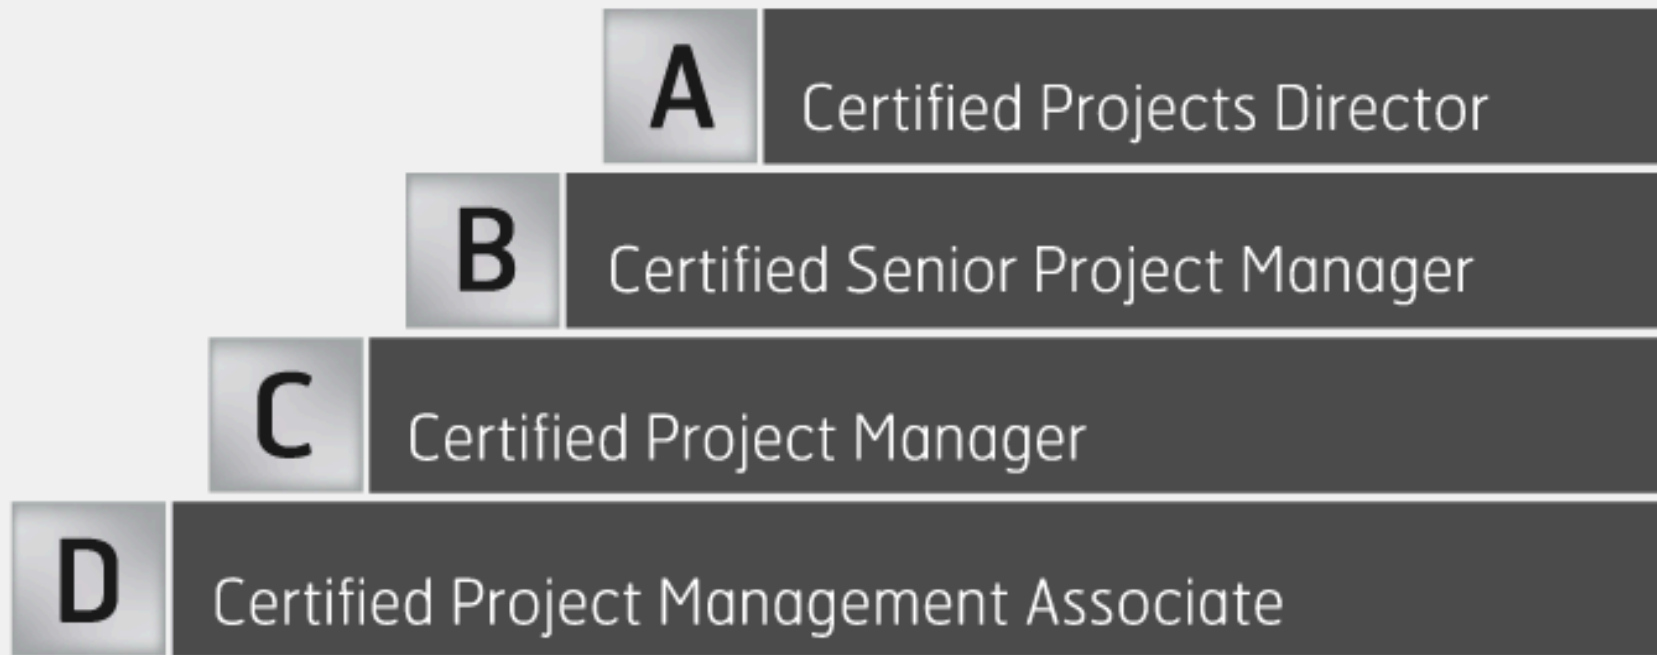 A Certified Projects Director
B Certified Senior Project Manager
C Certified Project Manager
D Certified Project Management Associate